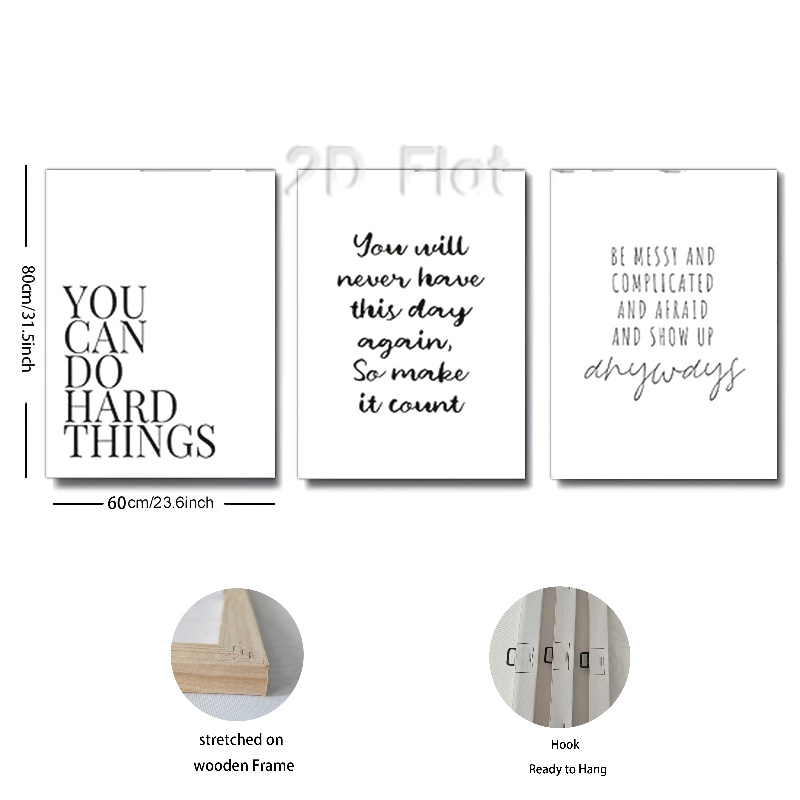 2D Flat
80cm/31.5inch
YOU
CAN
DO
HARD
THINGS
You will
never have
this day
again,
So make
it count
BE MESSY AND
COMPLICATED
AND AFRAID
AND SHOW UP
anyways
60cm/23.6inch
stretched on
wooden Frame
Hook
Ready to Hang